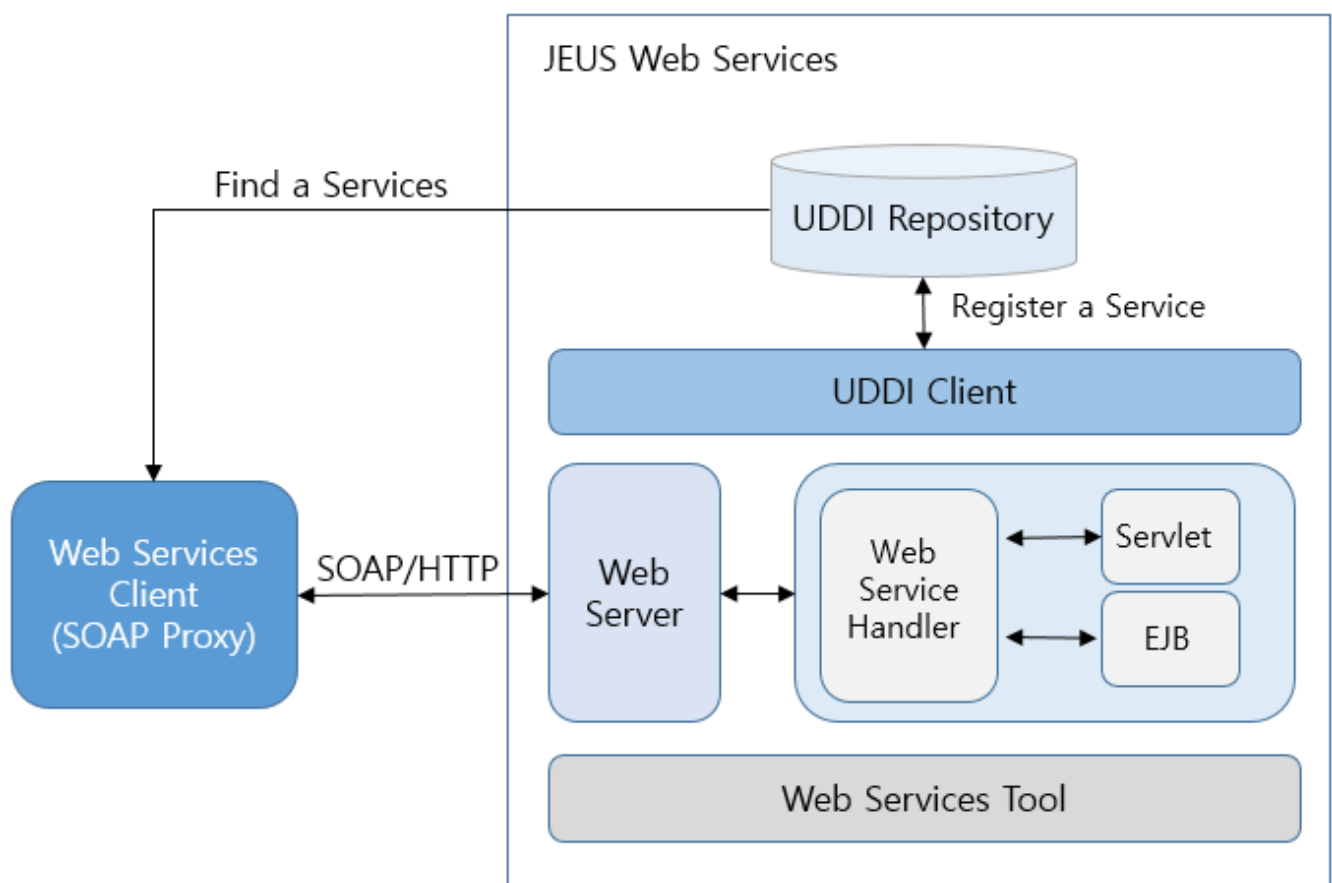 JEUS Web Services
Find a Services
UDDI Repository
Register a Service
UDDI Client
Web Services
Client
(SOAP Proxy)
SOAP/HTTP
Web
Server
Web
Service
Handler
Servlet
EJB
Web Services Tool